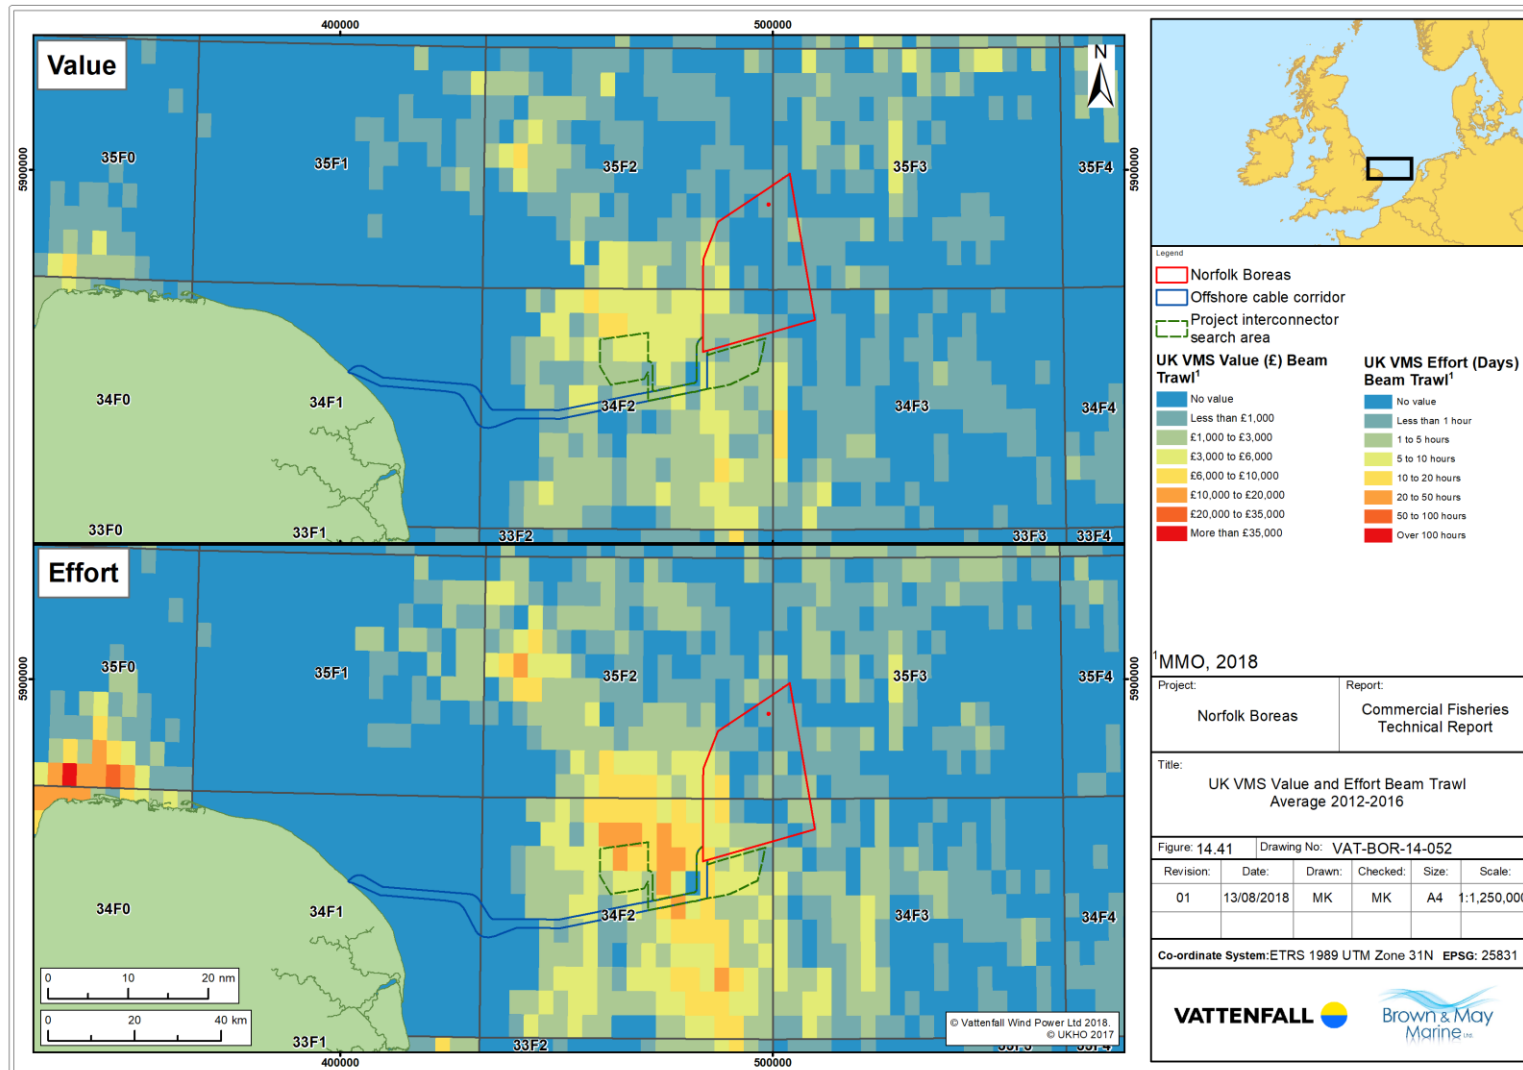 400000
500000
Value
N
5900000
5900000
35F0
35F1
35F2
35F3
35F4
34F0
34F1
34F2
34F3
34F4
33F0
33F1
33F2
33F3
33F4
Effort
5900000
5900000
35F0
35F1
35F2
35F3
35F4
34F0
34F1
34F2
34F3
34F4
33F1
33F2
0 10 20 nm
0 20 40 km
© Vattenfall Wind Power Ltd 2018.
© UKHO 2017
400000
500000
Legend
Norfolk Boreas
Offshore cable corridor
Project interconnector
search area
UK VMS Value (£) Beam
Trawl¹
No value
Less than £1,000
£1,000 to £3,000
£3,000 to £6,000
£6,000 to £10,000
£10,000 to £20,000
£20,000 to £35,000
More than £35,000
UK VMS Effort (Days)
Beam Trawl¹
No value
Less than 1 hour
1 to 5 hours
5 to 10 hours
10 to 20 hours
20 to 50 hours
50 to 100 hours
Over 100 hours
¹MMO, 2018
Project:
Norfolk Boreas
Report:
Commercial Fisheries
Technical Report
Title:
UK VMS Value and Effort Beam Trawl
Average 2012-2016
Figure: 14.41 Drawing No: VAT-BOR-14-052
Revision: Date: Drawn: Checked: Size: Scale:
01 13/08/2018 MK MK A4 1:1,250,000
Co-ordinate System: ETRS 1989 UTM Zone 31N EPSG: 25831
VATTENFALL
Brown & May
Marine Ltd